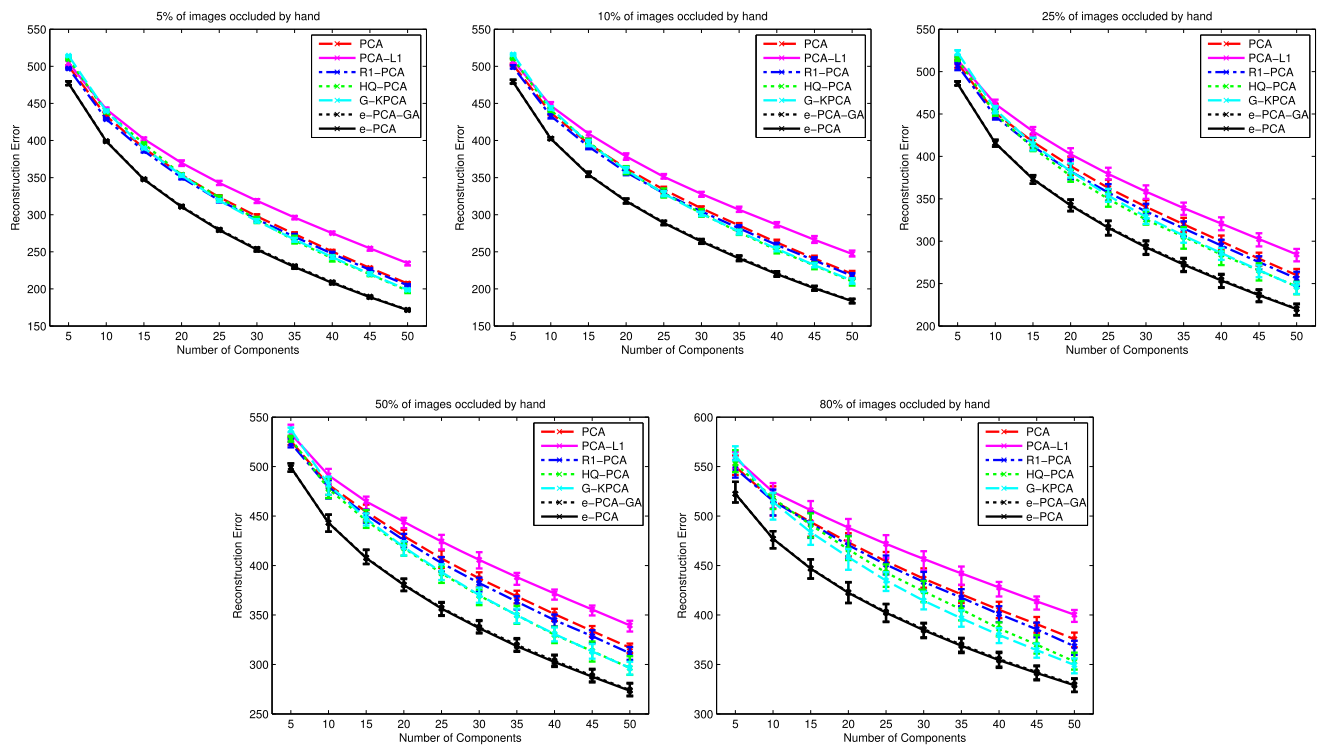 5% of images occluded by hand
550
500
450
400
350
300
250
200
150
Reconstruction Error
5 10 15 20 25 30 35 40 45 50
Number of Components
PCA
PCA-L1
R1-PCA
HQ-PCA
G-KPCA
e-PCA-GA
e-PCA
10% of images occluded by hand
550
500
450
400
350
300
250
200
150
Reconstruction Error
5 10 15 20 25 30 35 40 45 50
Number of Components
PCA
PCA-L1
R1-PCA
HQ-PCA
G-KPCA
e-PCA-GA
e-PCA
25% of images occluded by hand
550
500
450
400
350
300
250
200
Reconstruction Error
5 10 15 20 25 30 35 40 45 50
Number of Components
PCA
PCA-L1
R1-PCA
HQ-PCA
G-KPCA
e-PCA-GA
e-PCA
50% of images occluded by hand
550
500
450
400
350
300
250
Reconstruction Error
5 10 15 20 25 30 35 40 45 50
Number of Components
PCA
PCA-L1
R1-PCA
HQ-PCA
G-KPCA
e-PCA-GA
e-PCA
80% of images occluded by hand
600
550
500
450
400
350
300
Reconstruction Error
5 10 15 20 25 30 35 40 45 50
Number of Components
PCA
PCA-L1
R1-PCA
HQ-PCA
G-KPCA
e-PCA-GA
e-PCA